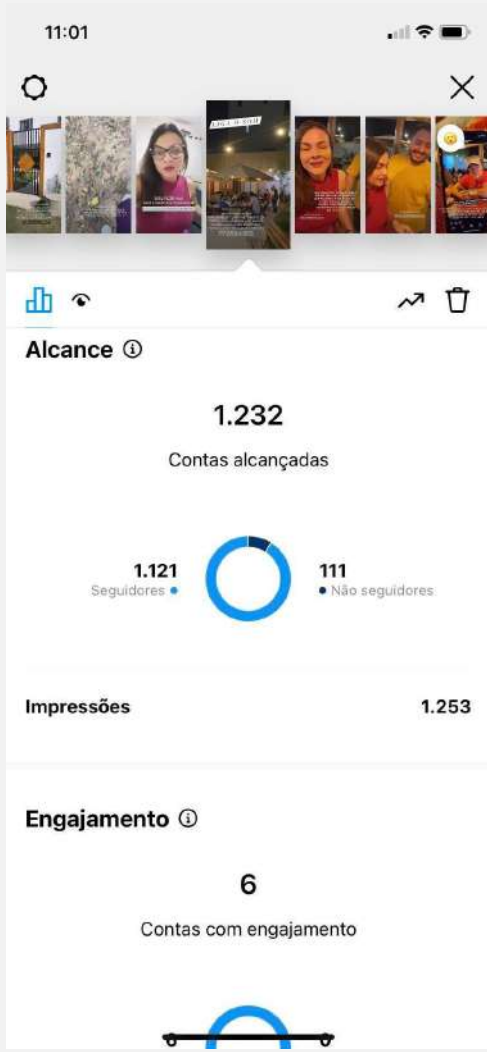 11:01
Alcance
1.232
Contas alcançadas
1.121
Seguidores
111
Não seguidores
Impressões
1.253
Engajamento
6
Contas com engajamento